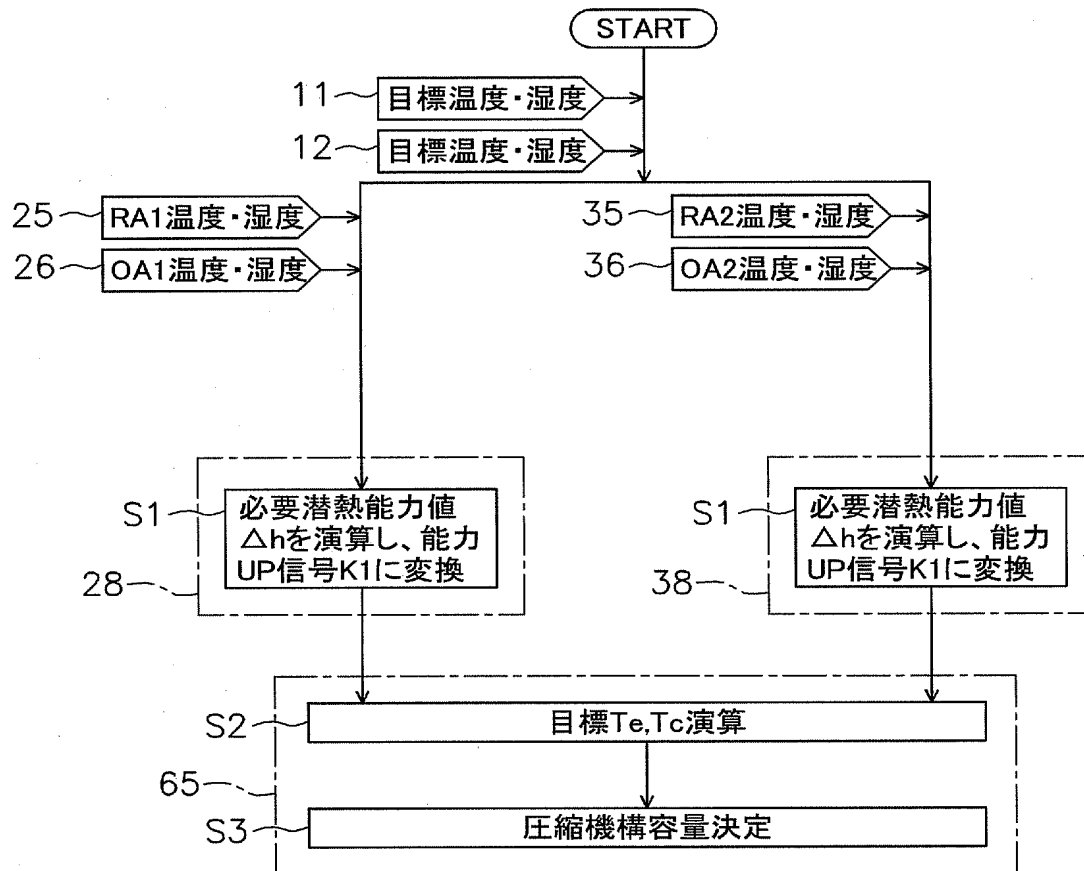 START
11
目標温度・湿度
12
目標温度・湿度
25
RA1温度・湿度
35
RA2温度・湿度
26
OA1温度・湿度
36
OA2温度・湿度
S1
必要潜熱能力値
△hを演算し、能力
UP信号K1に変換
28
S1
必要潜熱能力値
△hを演算し、能力
UP信号K1に変換
38
S2
目標Te,Tc演算
65
S3
圧縮機構容量決定